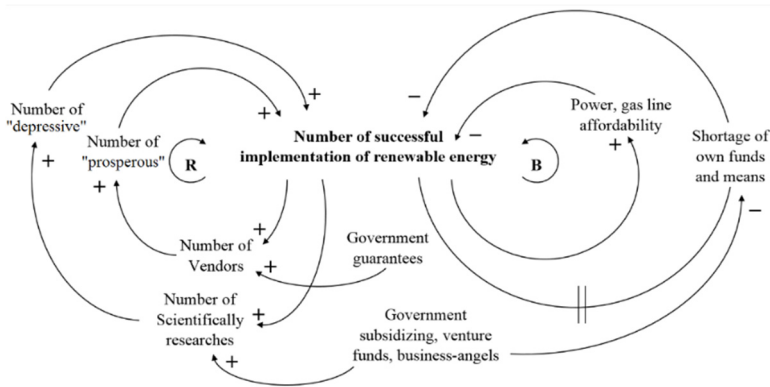 Number of
"depressive"
+
Number of
"prosperous"
+
+
+
R
Number of successful
implementation of renewable energy
−
−
B
Power, gas line
affordability
+
Shortage of
own funds
and means
−
Number of
Vendors
+
+
Government
guarantees
Number of
Scientifically
researches
+
+
Government
subsidizing, venture
funds, business-angels